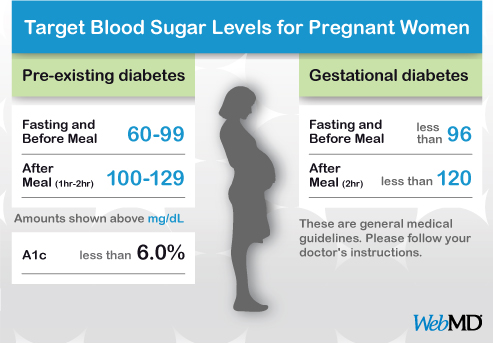 Target Blood Sugar Levels for Pregnant Women
Pre-existing diabetes
Fasting and
Before Meal 60-99
After
Meal (1hr-2hr) 100-129
Amounts shown above mg/dL
A1c less than 6.0%
Gestational diabetes
Fasting and
Before Meal less than 96
After
Meal (2hr) less than 120
These are general medical
guidelines. Please follow your
doctor's instructions.
WebMD